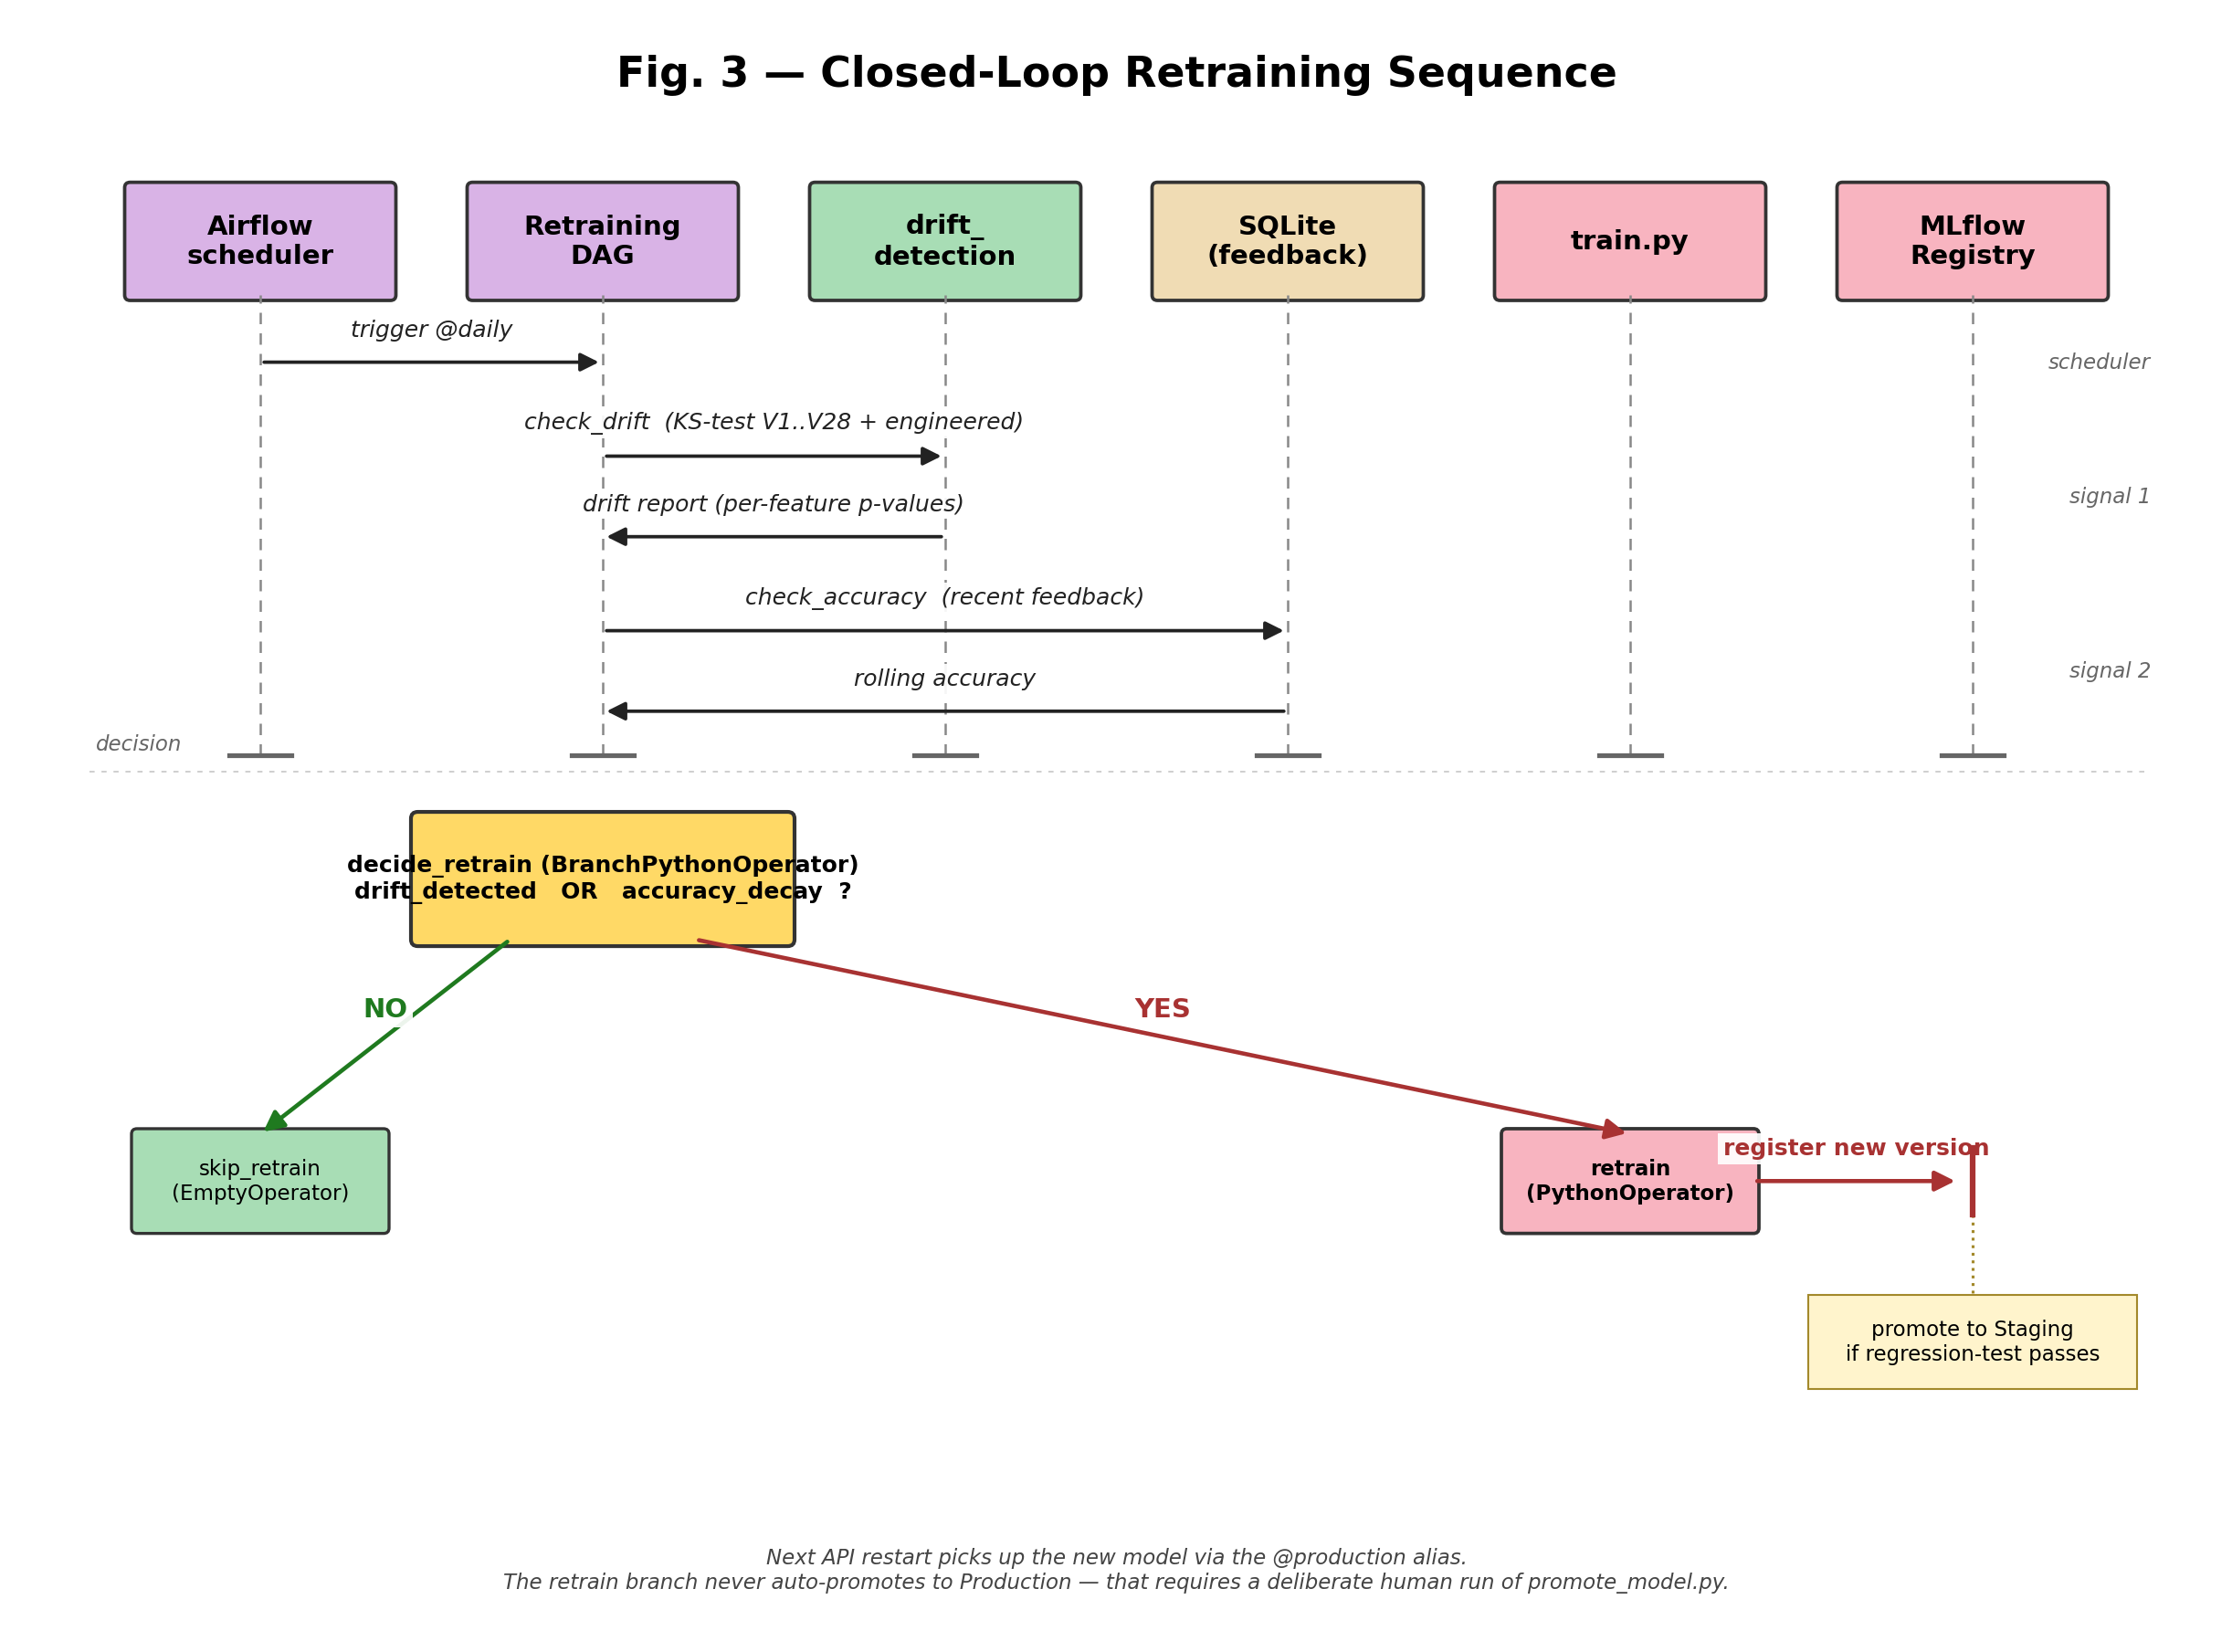 Fig. 3 — Closed-Loop Retraining Sequence
Airflow
scheduler
Retraining
DAG
drift_
detection
SQLite
(feedback)
train.py
MLflow
Registry
trigger @daily
scheduler
check_drift  (KS-test V1..V28 + engineered)
signal 1
drift report (per-feature p-values)
check_accuracy  (recent feedback)
signal 2
rolling accuracy
decision
decide_retrain (BranchPythonOperator)
drift_detected   OR   accuracy_decay  ?
NO
YES
skip_retrain
(EmptyOperator)
retrain
(PythonOperator)
register new version
promote to Staging
if regression-test passes
Next API restart picks up the new model via the @production alias.
The retrain branch never auto-promotes to Production — that requires a deliberate human run of promote_model.py.